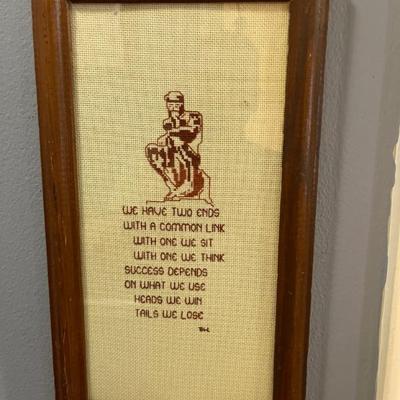 WE HAVE TWO ENDS
WITH A COMMON LINK
WITH ONE WE SIT
WITH ONE WE THINK
SUCCESS DEPENDS
ON WHAT WE USE
HEADS WE WIN
TAILS WE LOSE